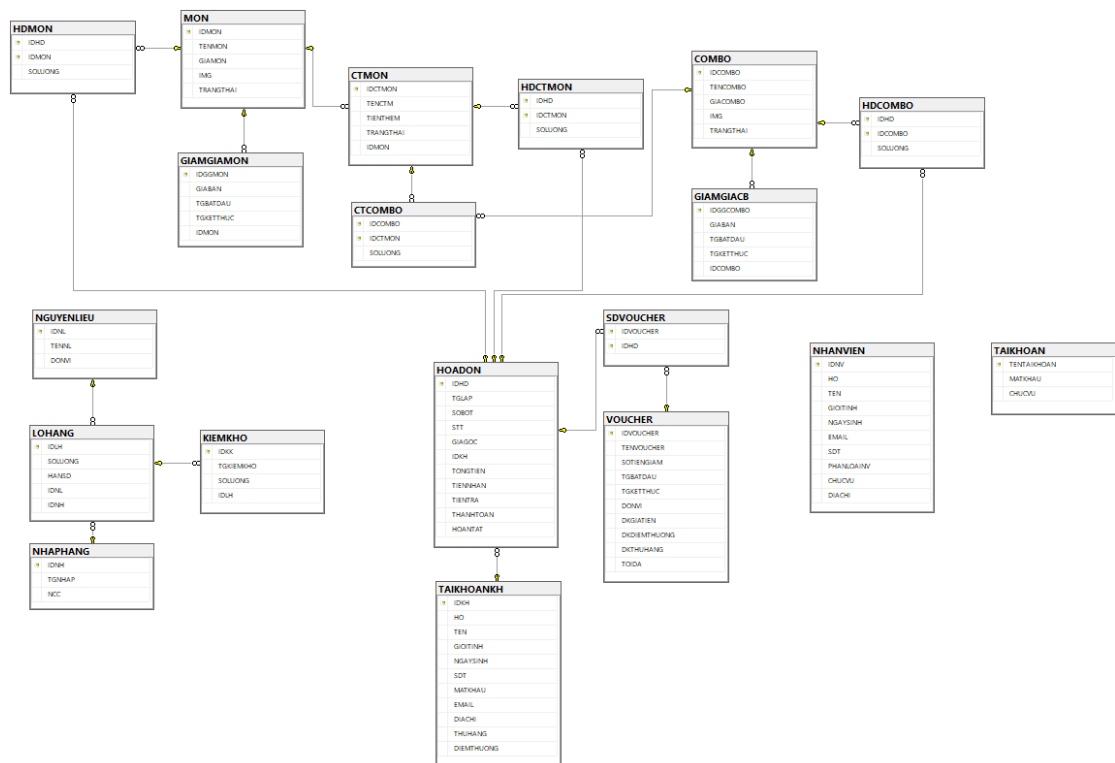 HDMON
IDHD
IDMON
SOLUONG
MON
IDMON
TENMON
GIAMON
IMG
TRANGTHAI
CTMON
IDCTMON
TENCTM
TIENTHEM
TRANGTHAI
IDMON
HDCTMON
IDHD
IDCTMON
SOLUONG
COMBO
IDCOMBO
TENCOMBO
GIACOMBO
IMG
TRANGTHAI
HDCOMBO
IDHD
IDCOMBO
SOLUONG
GIAMGIAMON
IDGGMON
GIABAN
TGBATDAU
TGKETTHUC
IDMON
CTCOMBO
IDCOMBO
IDCTMON
SOLUONG
GIAMGIACB
IDGGCOMBO
GIABAN
TGBATDAU
TGKETTHUC
IDCOMBO
NGUYENLIEU
IDNL
TENNL
DONVI
LOHANG
IDLH
SOLUONG
HANSD
IDNL
IDNH
KIEMKHO
IDKK
TGKIEMKHO
SOLUONG
IDLH
NHAPHANG
IDNH
TGNHAP
NCC
HOADON
IDHD
TGLAP
SOBOT
STT
GIAGOC
IDKH
TONGTIEN
TIENNHAN
TIENTRA
THANHTOAN
HOANTAT
SDVOUCHER
IDVOUCHER
IDHD
VOUCHER
IDVOUCHER
TENVOUCHER
SOTIENGIAM
TGBATDAU
TGKETTHUC
DONVI
DKGIATIEN
DKDIEMTHUONG
DKTHUHANG
TOIDA
NHANVIEN
IDNV
HO
TEN
GIOITINH
NGAYSINH
EMAIL
SDT
PHANLOAINV
CHUCVU
DIACHI
TAIKHOAN
TENTAIKHOAN
MATKHAU
CHUCVU
TAIKHOANKH
IDKH
HO
TEN
GIOITINH
NGAYSINH
SDT
MATKHAU
EMAIL
DIACHI
THUHANG
DIEMTHUONG